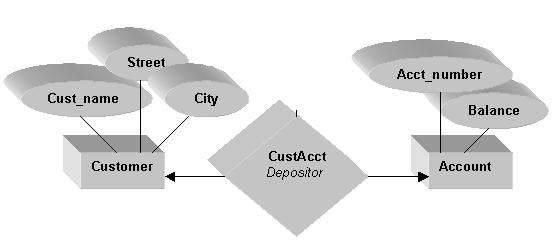 Street
Cust_name
City
Customer
CustAcct
Depositor
Acct_number
Balance
Account